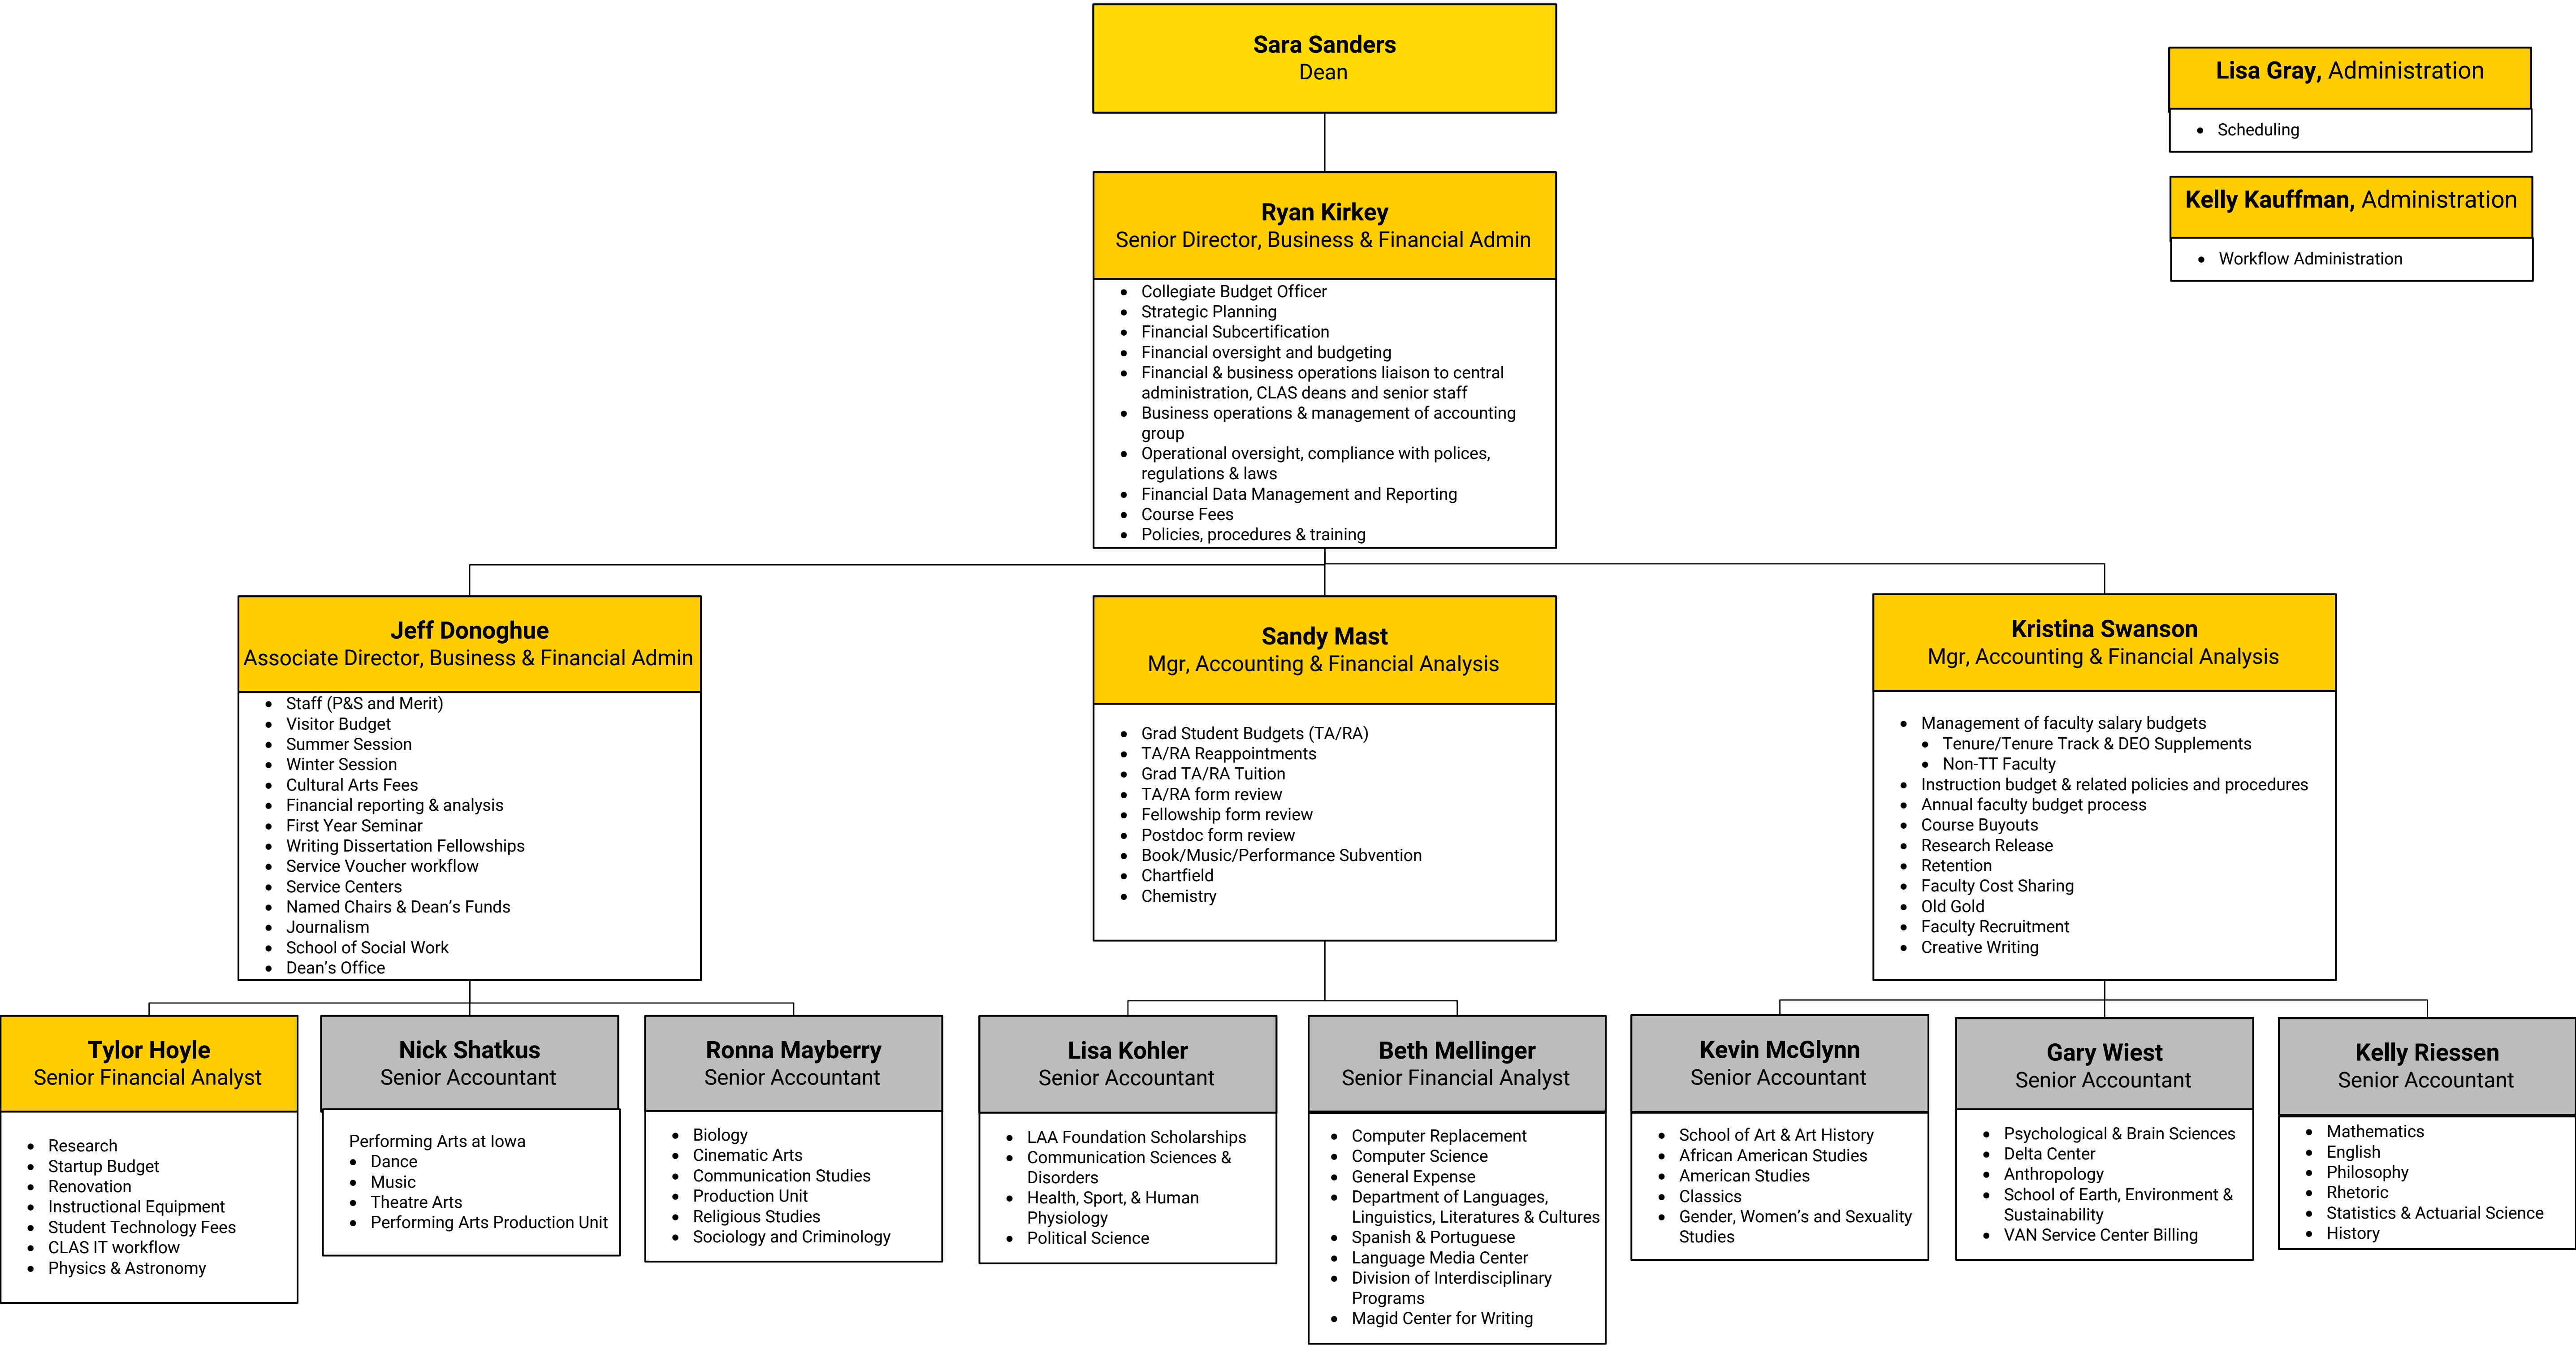 Sara Sanders
Dean
Lisa Gray, Administration
• Scheduling
Kelly Kauffman, Administration
• Workflow Administration
Ryan Kirkey
Senior Director, Business & Financial Admin
• Collegiate Budget Officer
• Strategic Planning
• Financial Subcertification
• Financial oversight and budgeting
• Financial & business operations liaison to central
administration, CLAS deans and senior staff
• Business operations & management of accounting
group
• Operational oversight, compliance with polices,
regulations & laws
• Financial Data Management and Reporting
• Course Fees
• Policies, procedures & training
Jeff Donoghue
Associate Director, Business & Financial Admin
• Staff (P&S and Merit)
• Visitor Budget
• Summer Session
• Winter Session
• Cultural Arts Fees
• Financial reporting & analysis
• First Year Seminar
• Writing Dissertation Fellowships
• Service Voucher workflow
• Service Centers
• Named Chairs & Dean’s Funds
• Journalism
• School of Social Work
• Dean’s Office
Sandy Mast
Mgr, Accounting & Financial Analysis
• Grad Student Budgets (TA/RA)
• TA/RA Reappointments
• Grad TA/RA Tuition
• TA/RA form review
• Fellowship form review
• Postdoc form review
• Book/Music/Performance Subvention
• Chartfield
• Chemistry
Kristina Swanson
Mgr, Accounting & Financial Analysis
• Management of faculty salary budgets
• Tenure/Tenure Track & DEO Supplements
• Non-TT Faculty
• Instruction budget & related policies and procedures
• Annual faculty budget process
• Course Buyouts
• Research Release
• Retention
• Faculty Cost Sharing
• Old Gold
• Faculty Recruitment
• Creative Writing
Tylor Hoyle
Senior Financial Analyst
• Research
• Startup Budget
• Renovation
• Instructional Equipment
• Student Technology Fees
• CLAS IT workflow
• Physics & Astronomy
Nick Shatkus
Senior Accountant
Performing Arts at Iowa
• Dance
• Music
• Theatre Arts
• Performing Arts Production Unit
Ronna Mayberry
Senior Accountant
• Biology
• Cinematic Arts
• Communication Studies
• Production Unit
• Religious Studies
• Sociology and Criminology
Lisa Kohler
Senior Accountant
• LAA Foundation Scholarships
• Communication Sciences &
Disorders
• Health, Sport, & Human
Physiology
• Political Science
Beth Mellinger
Senior Financial Analyst
• Computer Replacement
• Computer Science
• General Expense
• Department of Languages,
Linguistics, Literatures & Cultures
• Spanish & Portuguese
• Language Media Center
• Division of Interdisciplinary
Programs
• Magid Center for Writing
Kevin McGlynn
Senior Accountant
• School of Art & Art History
• African American Studies
• American Studies
• Classics
• Gender, Women’s and Sexuality
Studies
Gary Wiest
Senior Accountant
• Psychological & Brain Sciences
• Delta Center
• Anthropology
• School of Earth, Environment &
Sustainability
• VAN Service Center Billing
Kelly Riessen
Senior Accountant
• Mathematics
• English
• Philosophy
• Rhetoric
• Statistics & Actuarial Science
• History